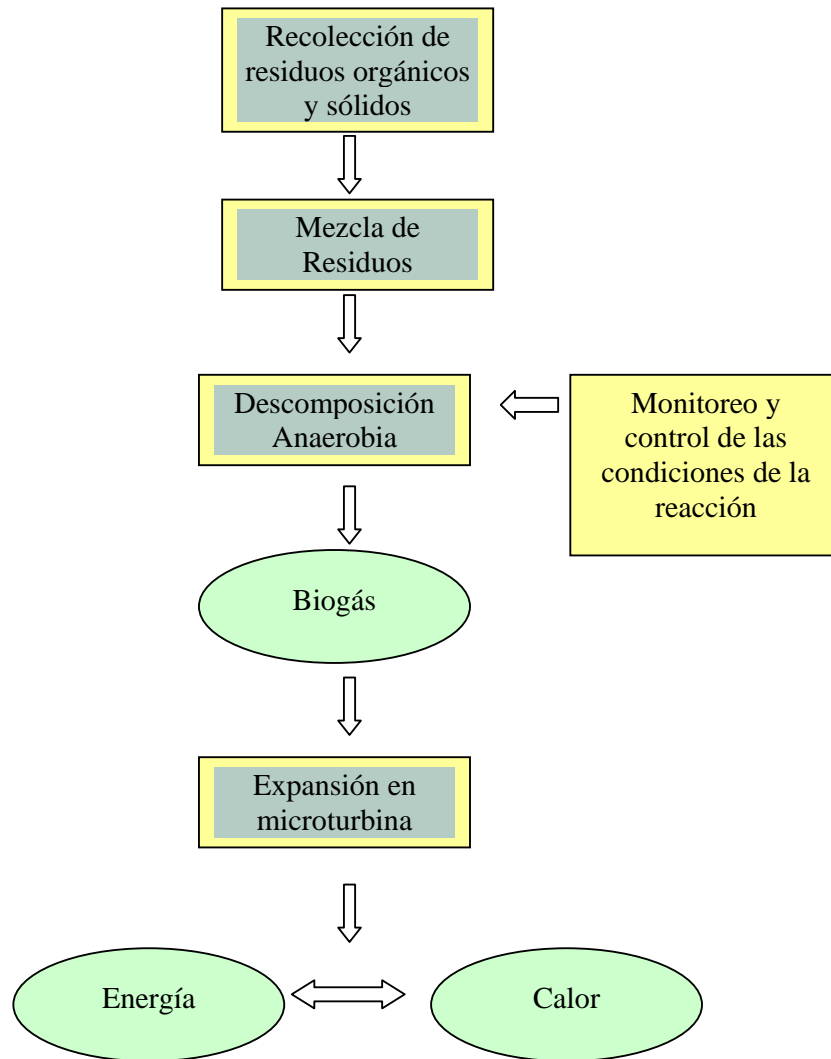 Recolección de
residuos orgánicos
y sólidos
Mezcla de
Residuos
Descomposición
Anaerobia
Monitoreo y
control de las
condiciones de la
reacción
Biogás
Expansión en
microturbina
Energía
Calor